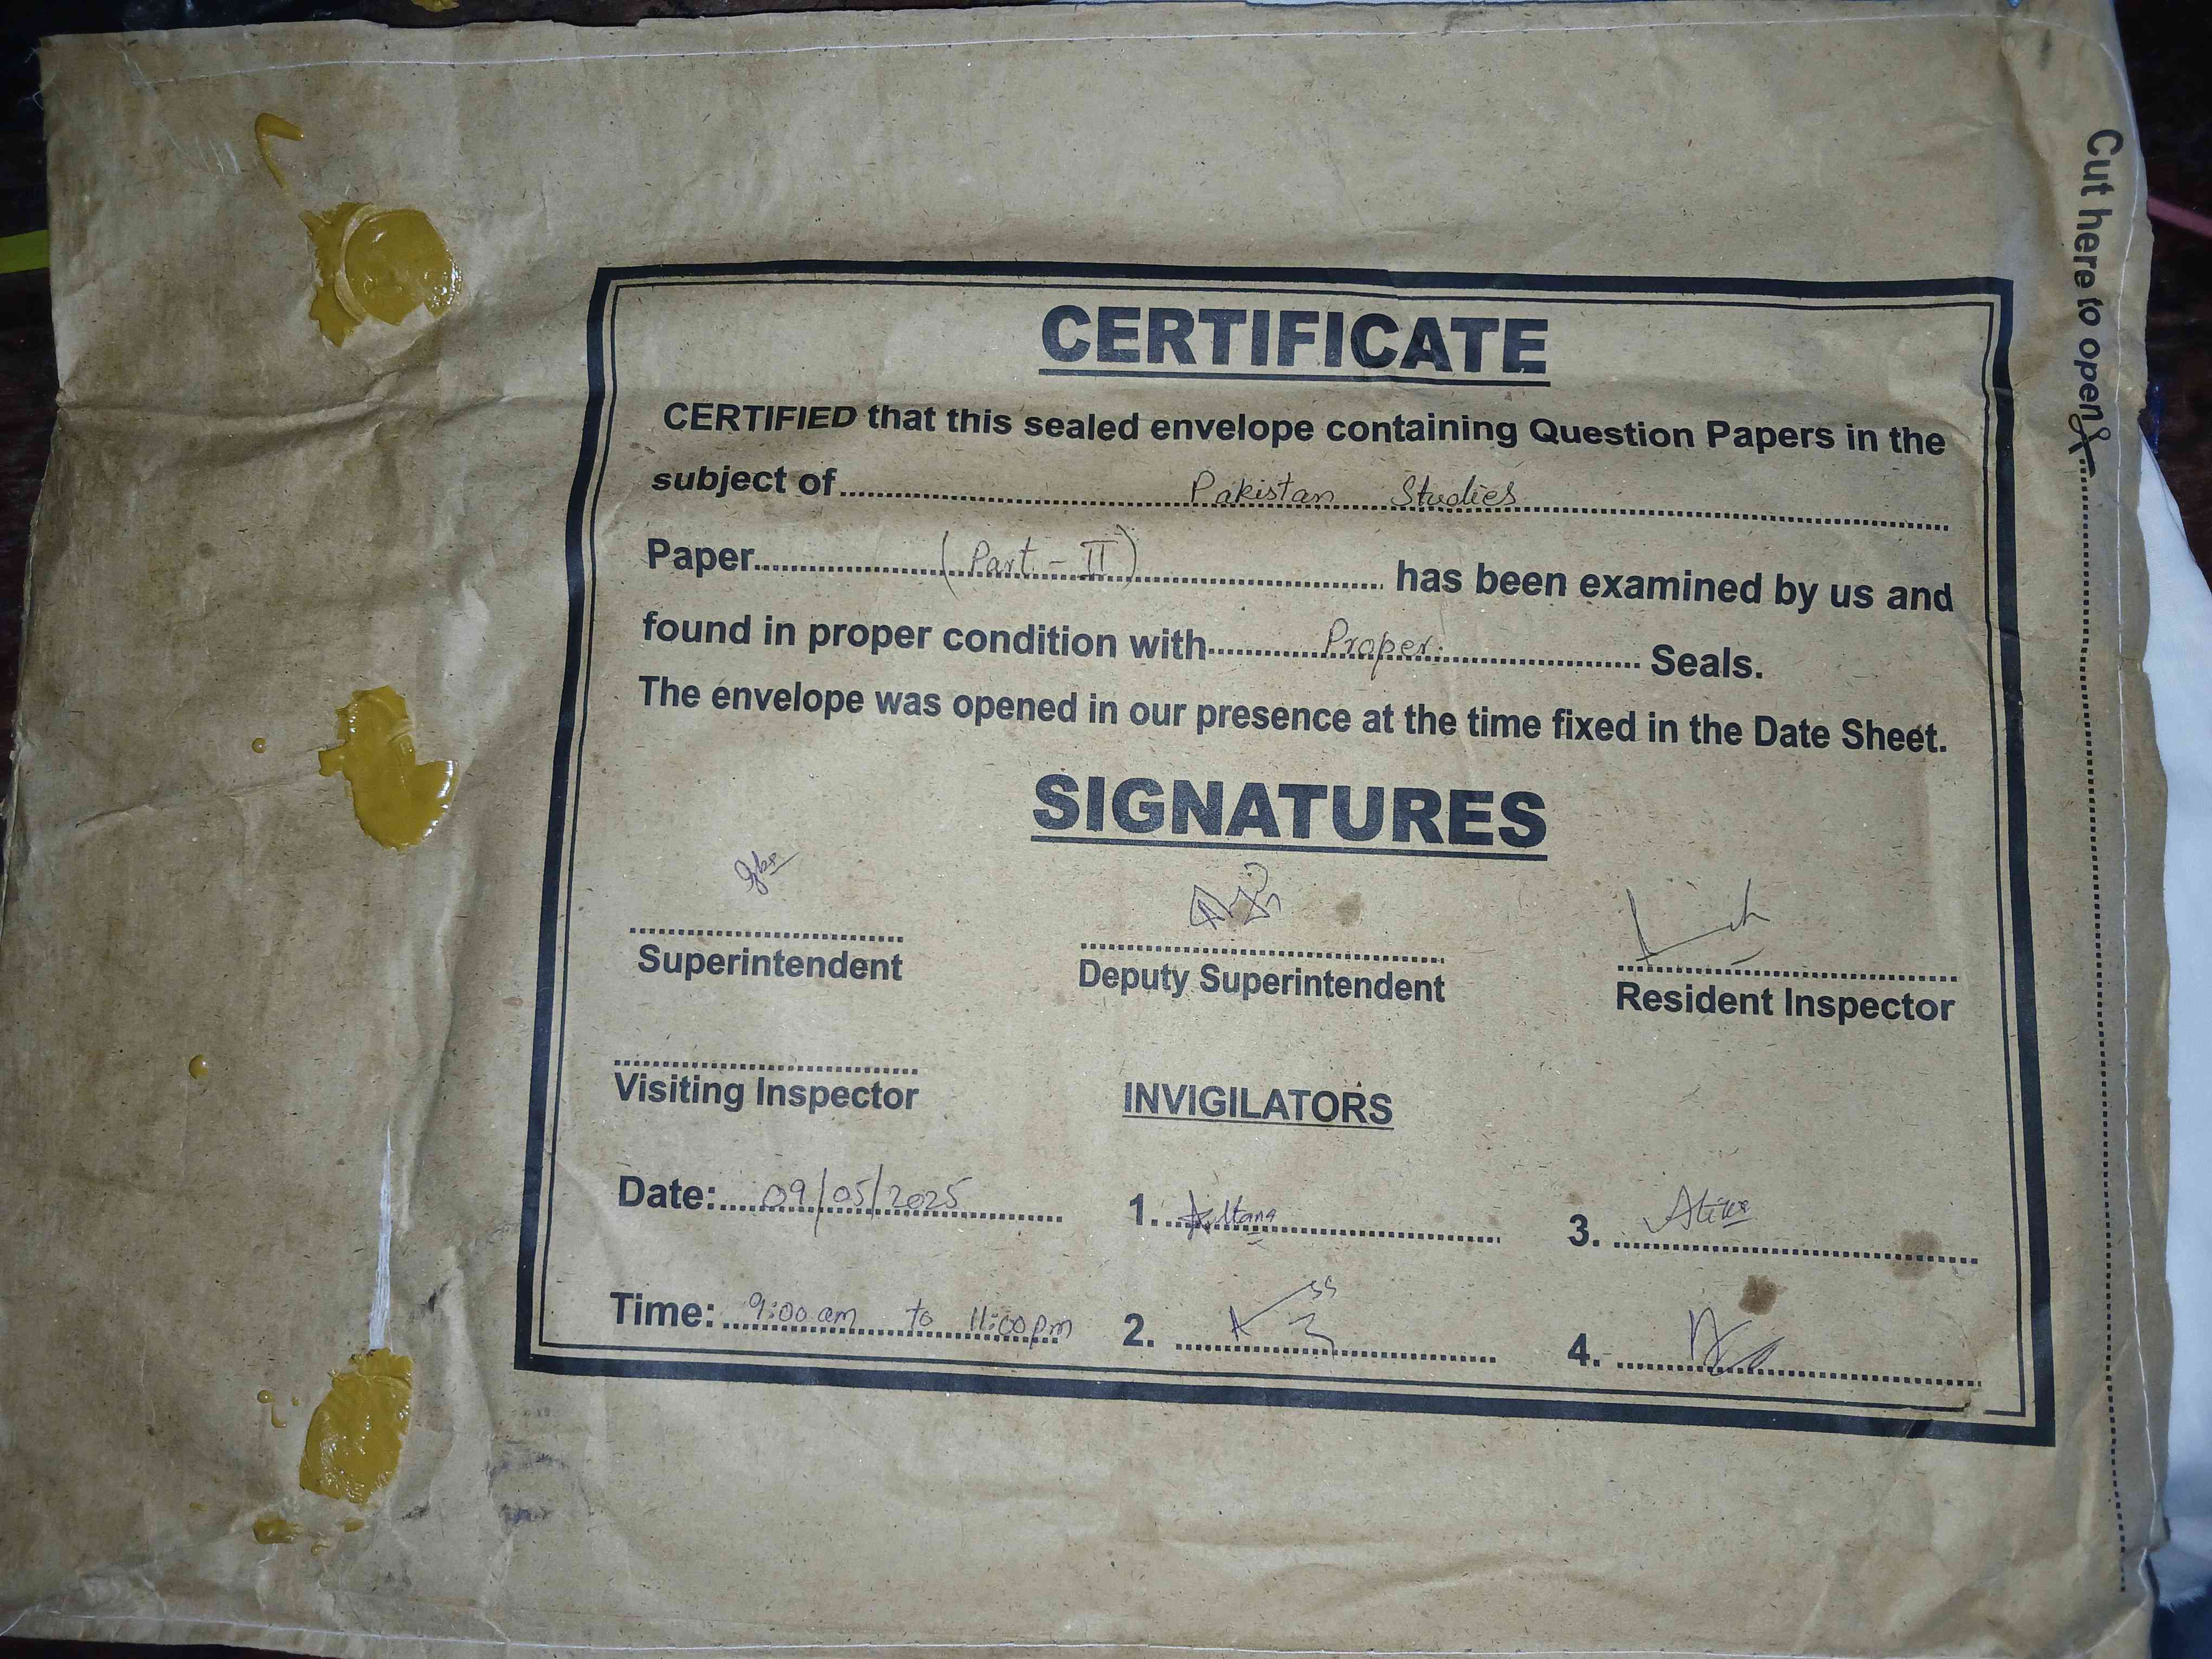 Cut here to open
CERTIFICATE
CERTIFIED that this sealed envelope containing Question Papers in the
subject of Pakistan Studies
Paper (Part - II) has been examined by us and
found in proper condition with Proper Seals.
The envelope was opened in our presence at the time fixed in the Date Sheet.
SIGNATURES
Superintendent Deputy Superintendent Resident Inspector
Visiting Inspector INVIGILATORS
Date: 09/05/2025 1. 3.
Time: 9:00 am to 11:00 pm 2. 4.